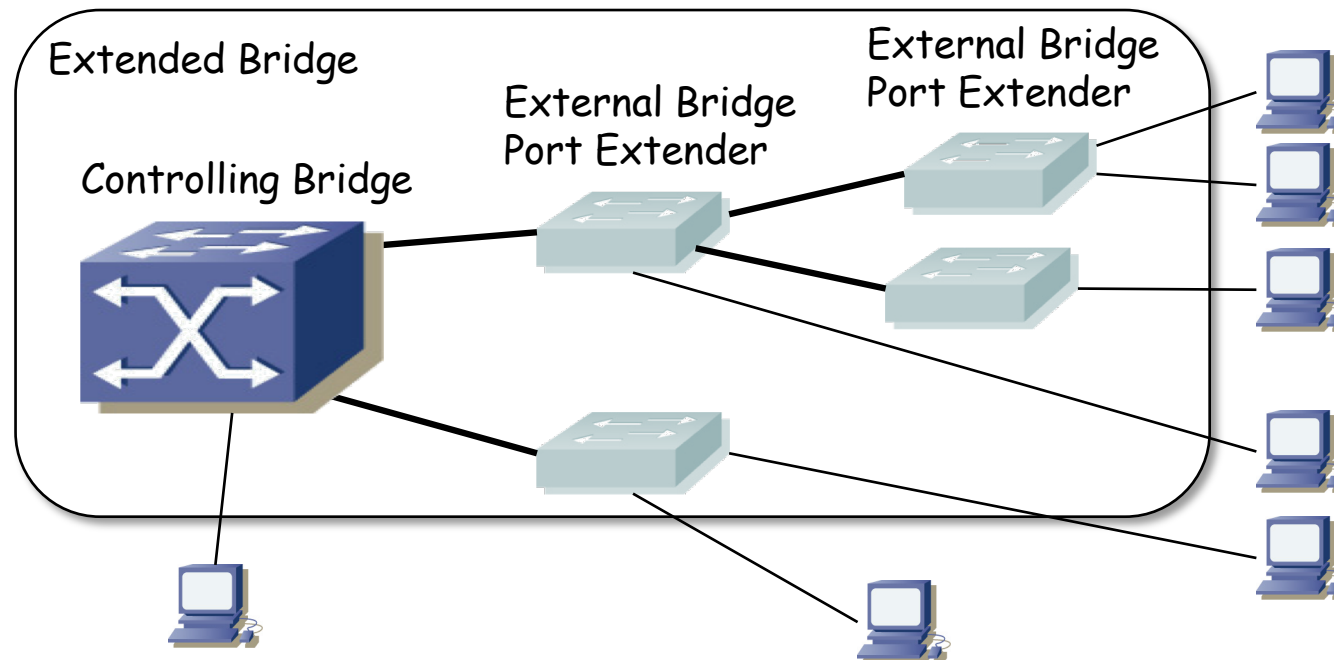 Extended Bridge
External Bridge
Port Extender
External Bridge
Port Extender
Controlling Bridge